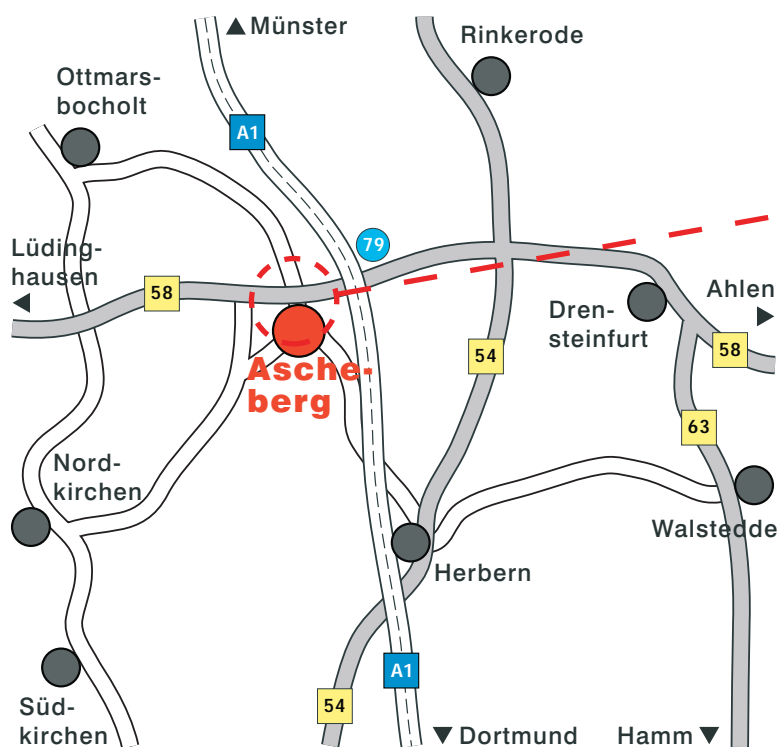 Münster
Rinkerode
Ottmars-
bocholt
A1
79
Lüding-
hausen
58
Ahlen
Dren-
steinfurt
58
54
Asche-
berg
63
Nord-
kirchen
Walstedde
Herbern
A1
54
Süd-
kirchen
Dortmund
Hamm